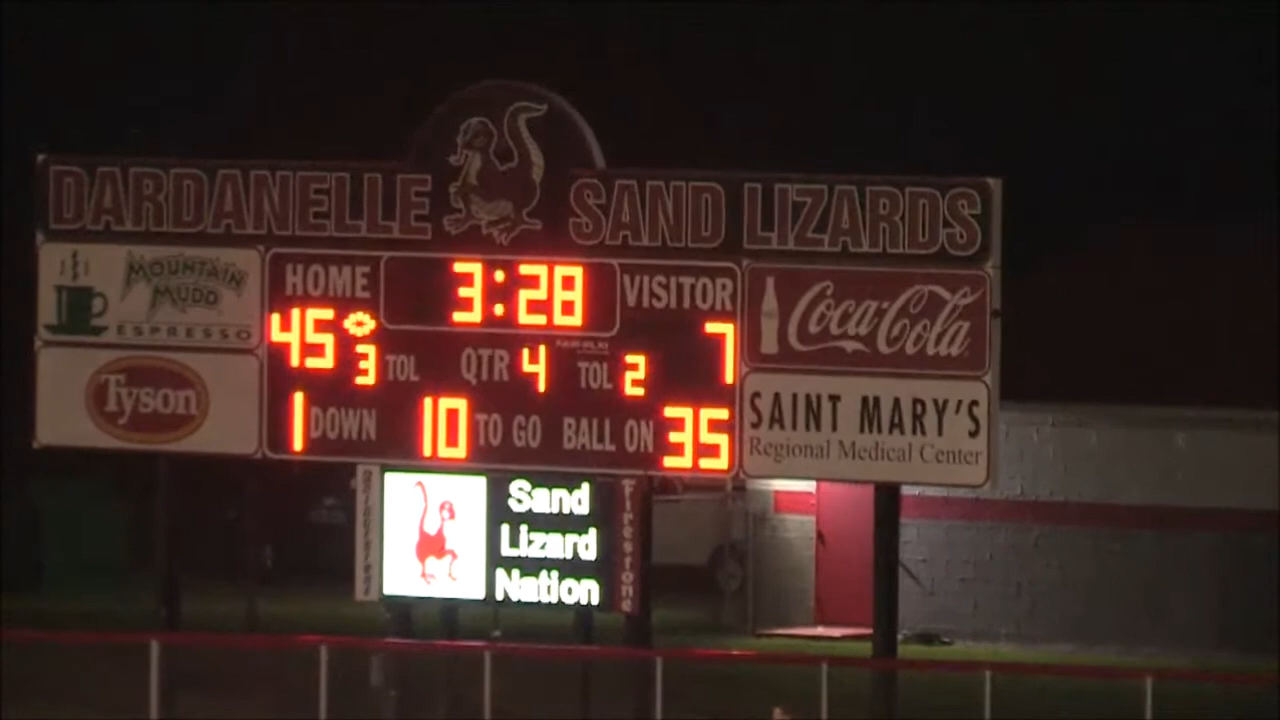 DARDANELLE SAND LIZARDS
MOUNTAIN
MUDD
ESPRESSO
Tyson
HOME 3:28 VISITOR
45 7
3 TOL QTR 4 TOL 2
1 DOWN 10 TO GO BALL ON 35
Coca-Cola
SAINT MARY'S
Regional Medical Center
Sand
Lizard
Nation
Firestone